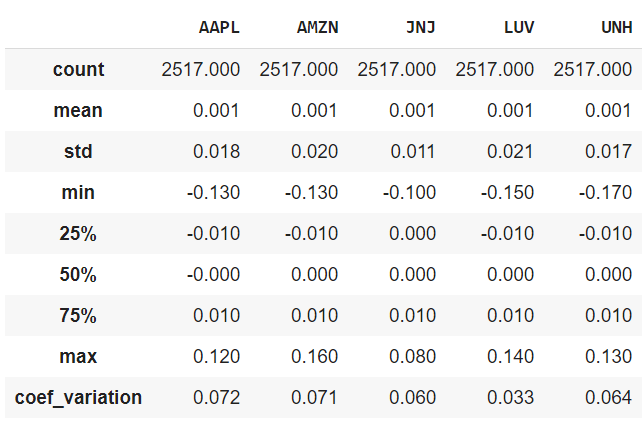 AAPL AMZN JNJ LUV UNH
count 2517.000 2517.000 2517.000 2517.000 2517.000
mean 0.001 0.001 0.001 0.001 0.001
std 0.018 0.020 0.011 0.021 0.017
min -0.130 -0.130 -0.100 -0.150 -0.170
25% -0.010 -0.010 0.000 -0.010 -0.010
50% -0.000 0.000 0.000 0.000 0.000
75% 0.010 0.010 0.010 0.010 0.010
max 0.120 0.160 0.080 0.140 0.130
coef_variation 0.072 0.071 0.060 0.033 0.064